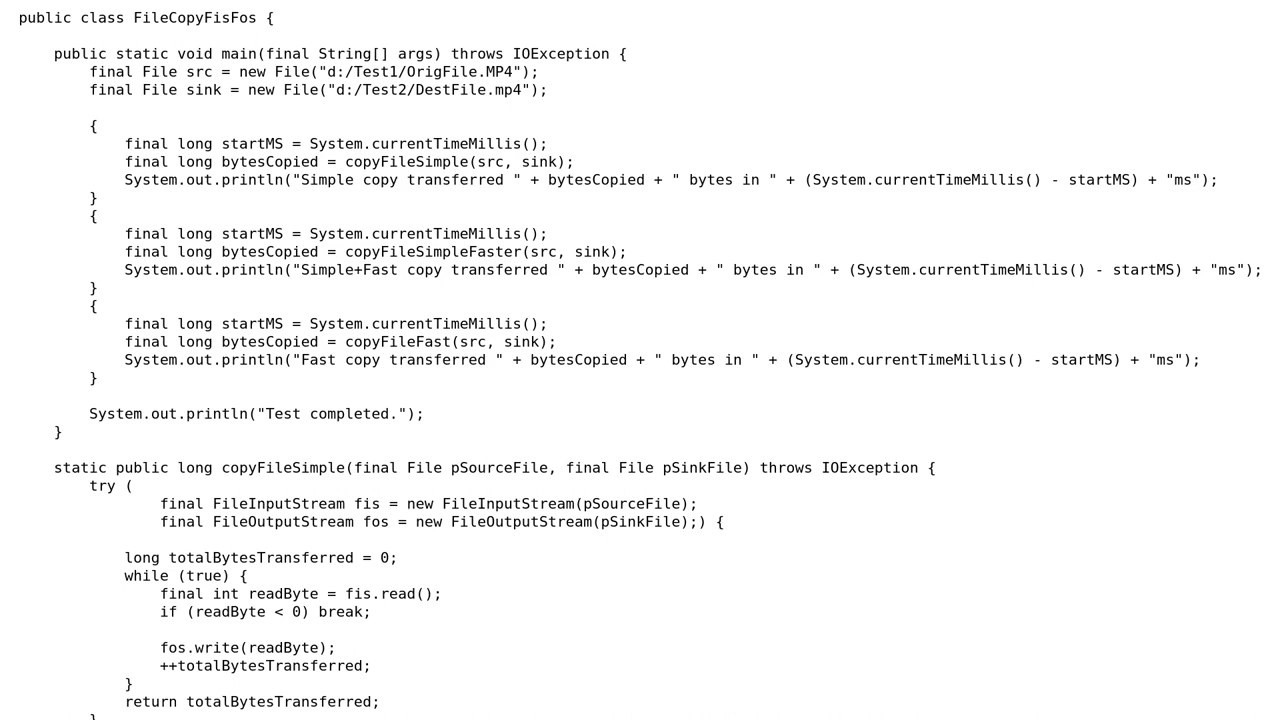 public class FileCopyFisFos {
public static void main(final String[] args) throws IOException {
final File src = new File("d:/Test1/OrigFile.MP4");
final File sink = new File("d:/Test2/DestFile.mp4");
{
final long startMS = System.currentTimeMillis();
final long bytesCopied = copyFileSimple(src, sink);
System.out.println("Simple copy transferred " + bytesCopied + " bytes in " + (System.currentTimeMillis() - startMS) + "ms");
}
{
final long startMS = System.currentTimeMillis();
final long bytesCopied = copyFileSimpleFaster(src, sink);
System.out.println("Simple+Fast copy transferred " + bytesCopied + " bytes in " + (System.currentTimeMillis() - startMS) + "ms");
}
{
final long startMS = System.currentTimeMillis();
final long bytesCopied = copyFileFast(src, sink);
System.out.println("Fast copy transferred " + bytesCopied + " bytes in " + (System.currentTimeMillis() - startMS) + "ms");
}
System.out.println("Test completed.");
}
static public long copyFileSimple(final File pSourceFile, final File pSinkFile) throws IOException {
try (
final FileInputStream fis = new FileInputStream(pSourceFile);
final FileOutputStream fos = new FileOutputStream(pSinkFile);) {
long totalBytesTransferred = 0;
while (true) {
final int readByte = fis.read();
if (readByte < 0) break;
fos.write(readByte);
++totalBytesTransferred;
}
return totalBytesTransferred;
}